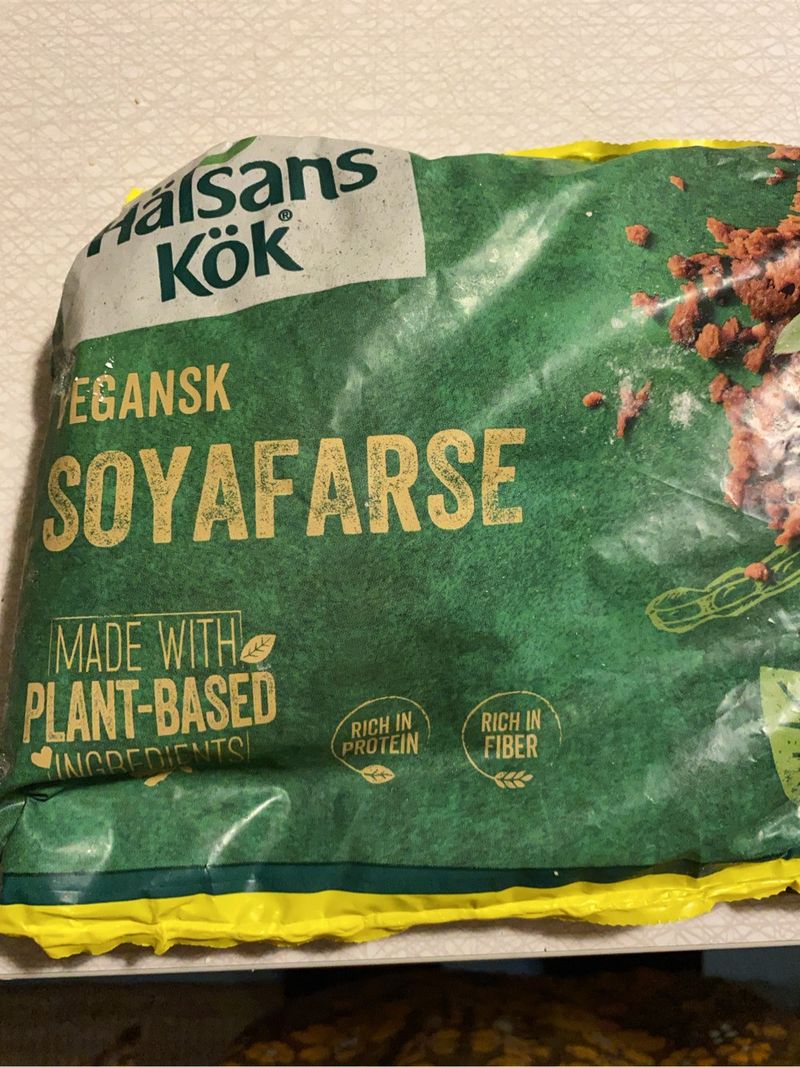 Hälsans
Kök®
VEGANSK
SOYAFARSE
MADE WITH
PLANT-BASED
INGREDIENTS
RICH IN
PROTEIN
RICH IN
FIBER